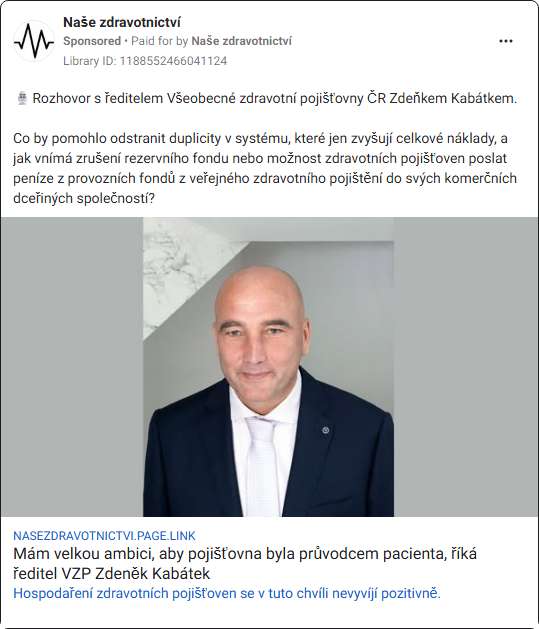 Naše zdravotnictví
Sponsored • Paid for by Naše zdravotnictví
Library ID: 1188552466041124
Rozhovor s ředitelem Všeobecné zdravotní pojišťovny ČR Zdeňkem Kabátkem.
Co by pomohlo odstranit duplicity v systému, které jen zvyšují celkové náklady, a
jak vnímá zrušení rezervního fondu nebo možnost zdravotních pojišťoven poslat
peníze z provozních fondů z veřejného zdravotního pojištění do svých komerčních
dceřiných společností?
NASEZDRAVOTNICTVI.PAGE.LINK
Mám velkou ambici, aby pojišťovna byla průvodcem pacienta, říká
ředitel VZP Zdeněk Kabátek
Hospodaření zdravotních pojišťoven se v tuto chvíli nevyvíjí pozitivně.